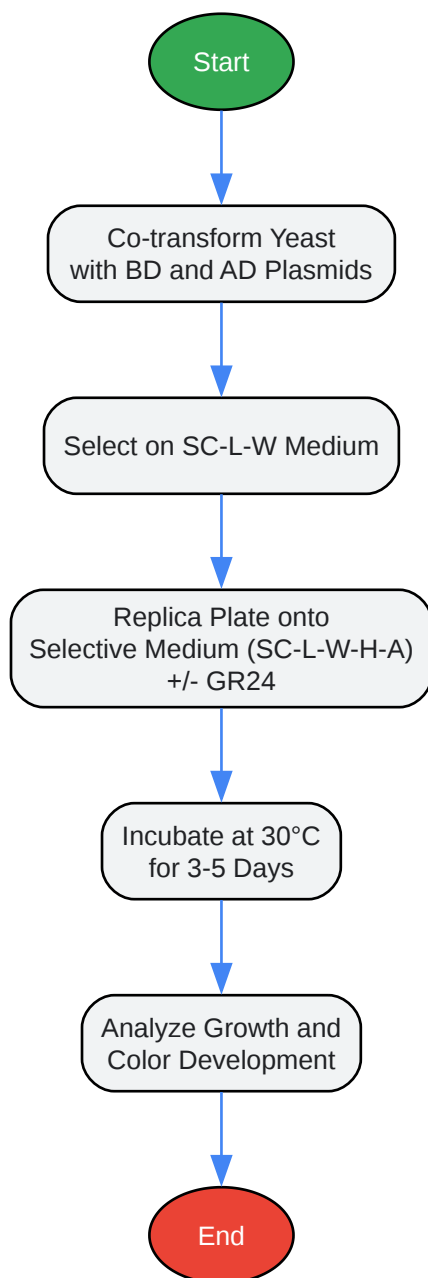 Start
Co-transform Yeast
with BD and AD Plasmids
Select on SC-L-W Medium
Replica Plate onto
Selective Medium (SC-L-W-H-A)
+/- GR24
Incubate at 30°C
for 3-5 Days
Analyze Growth and
Color Development
End